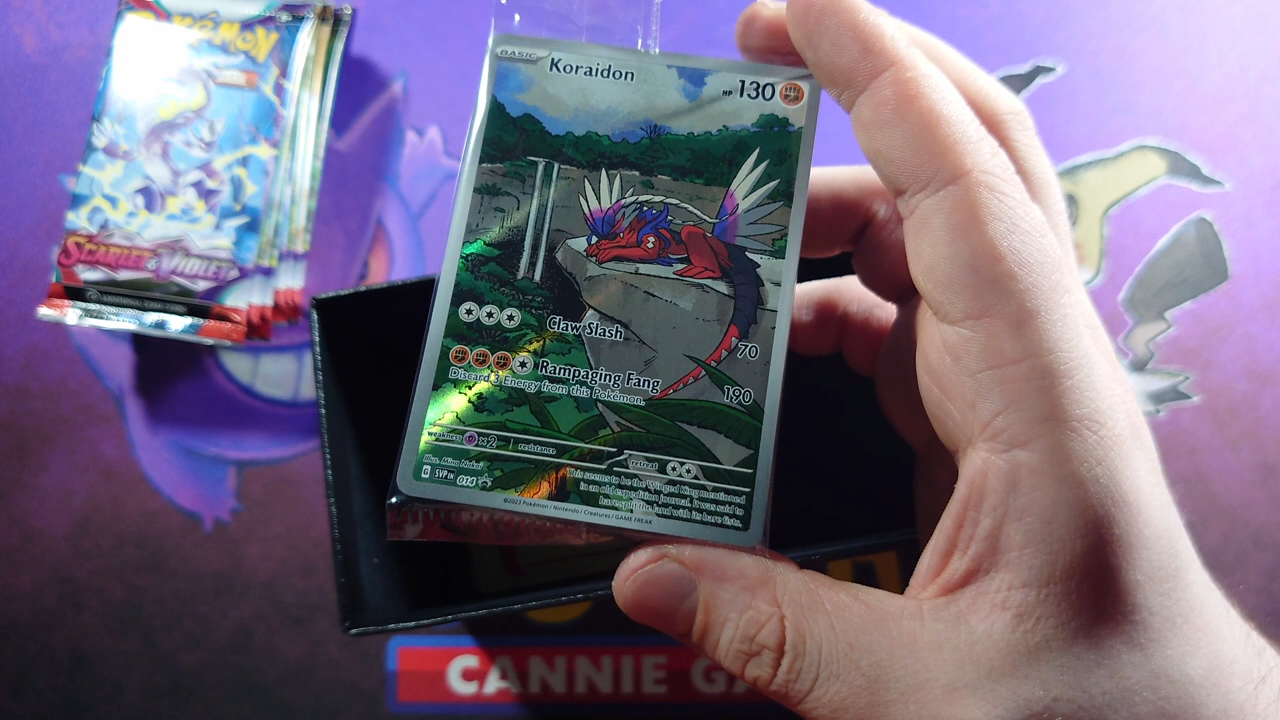 Pokémon
SCARLET & VIOLET
BASIC
Koraidon
HP 130
Claw Slash
70
Rampaging Fang
190
Discard 3 Energy from this Pokémon.
weakness x2 resistance
retreat
Illus. Mina Nakai
G SVP EN 014
This seems to be the Winged King mentioned
in an old expedition journal. It was said to
have split the land with its bare fists.
©2023 Pokémon / Nintendo / Creatures / GAME FREAK
CANNIE GA